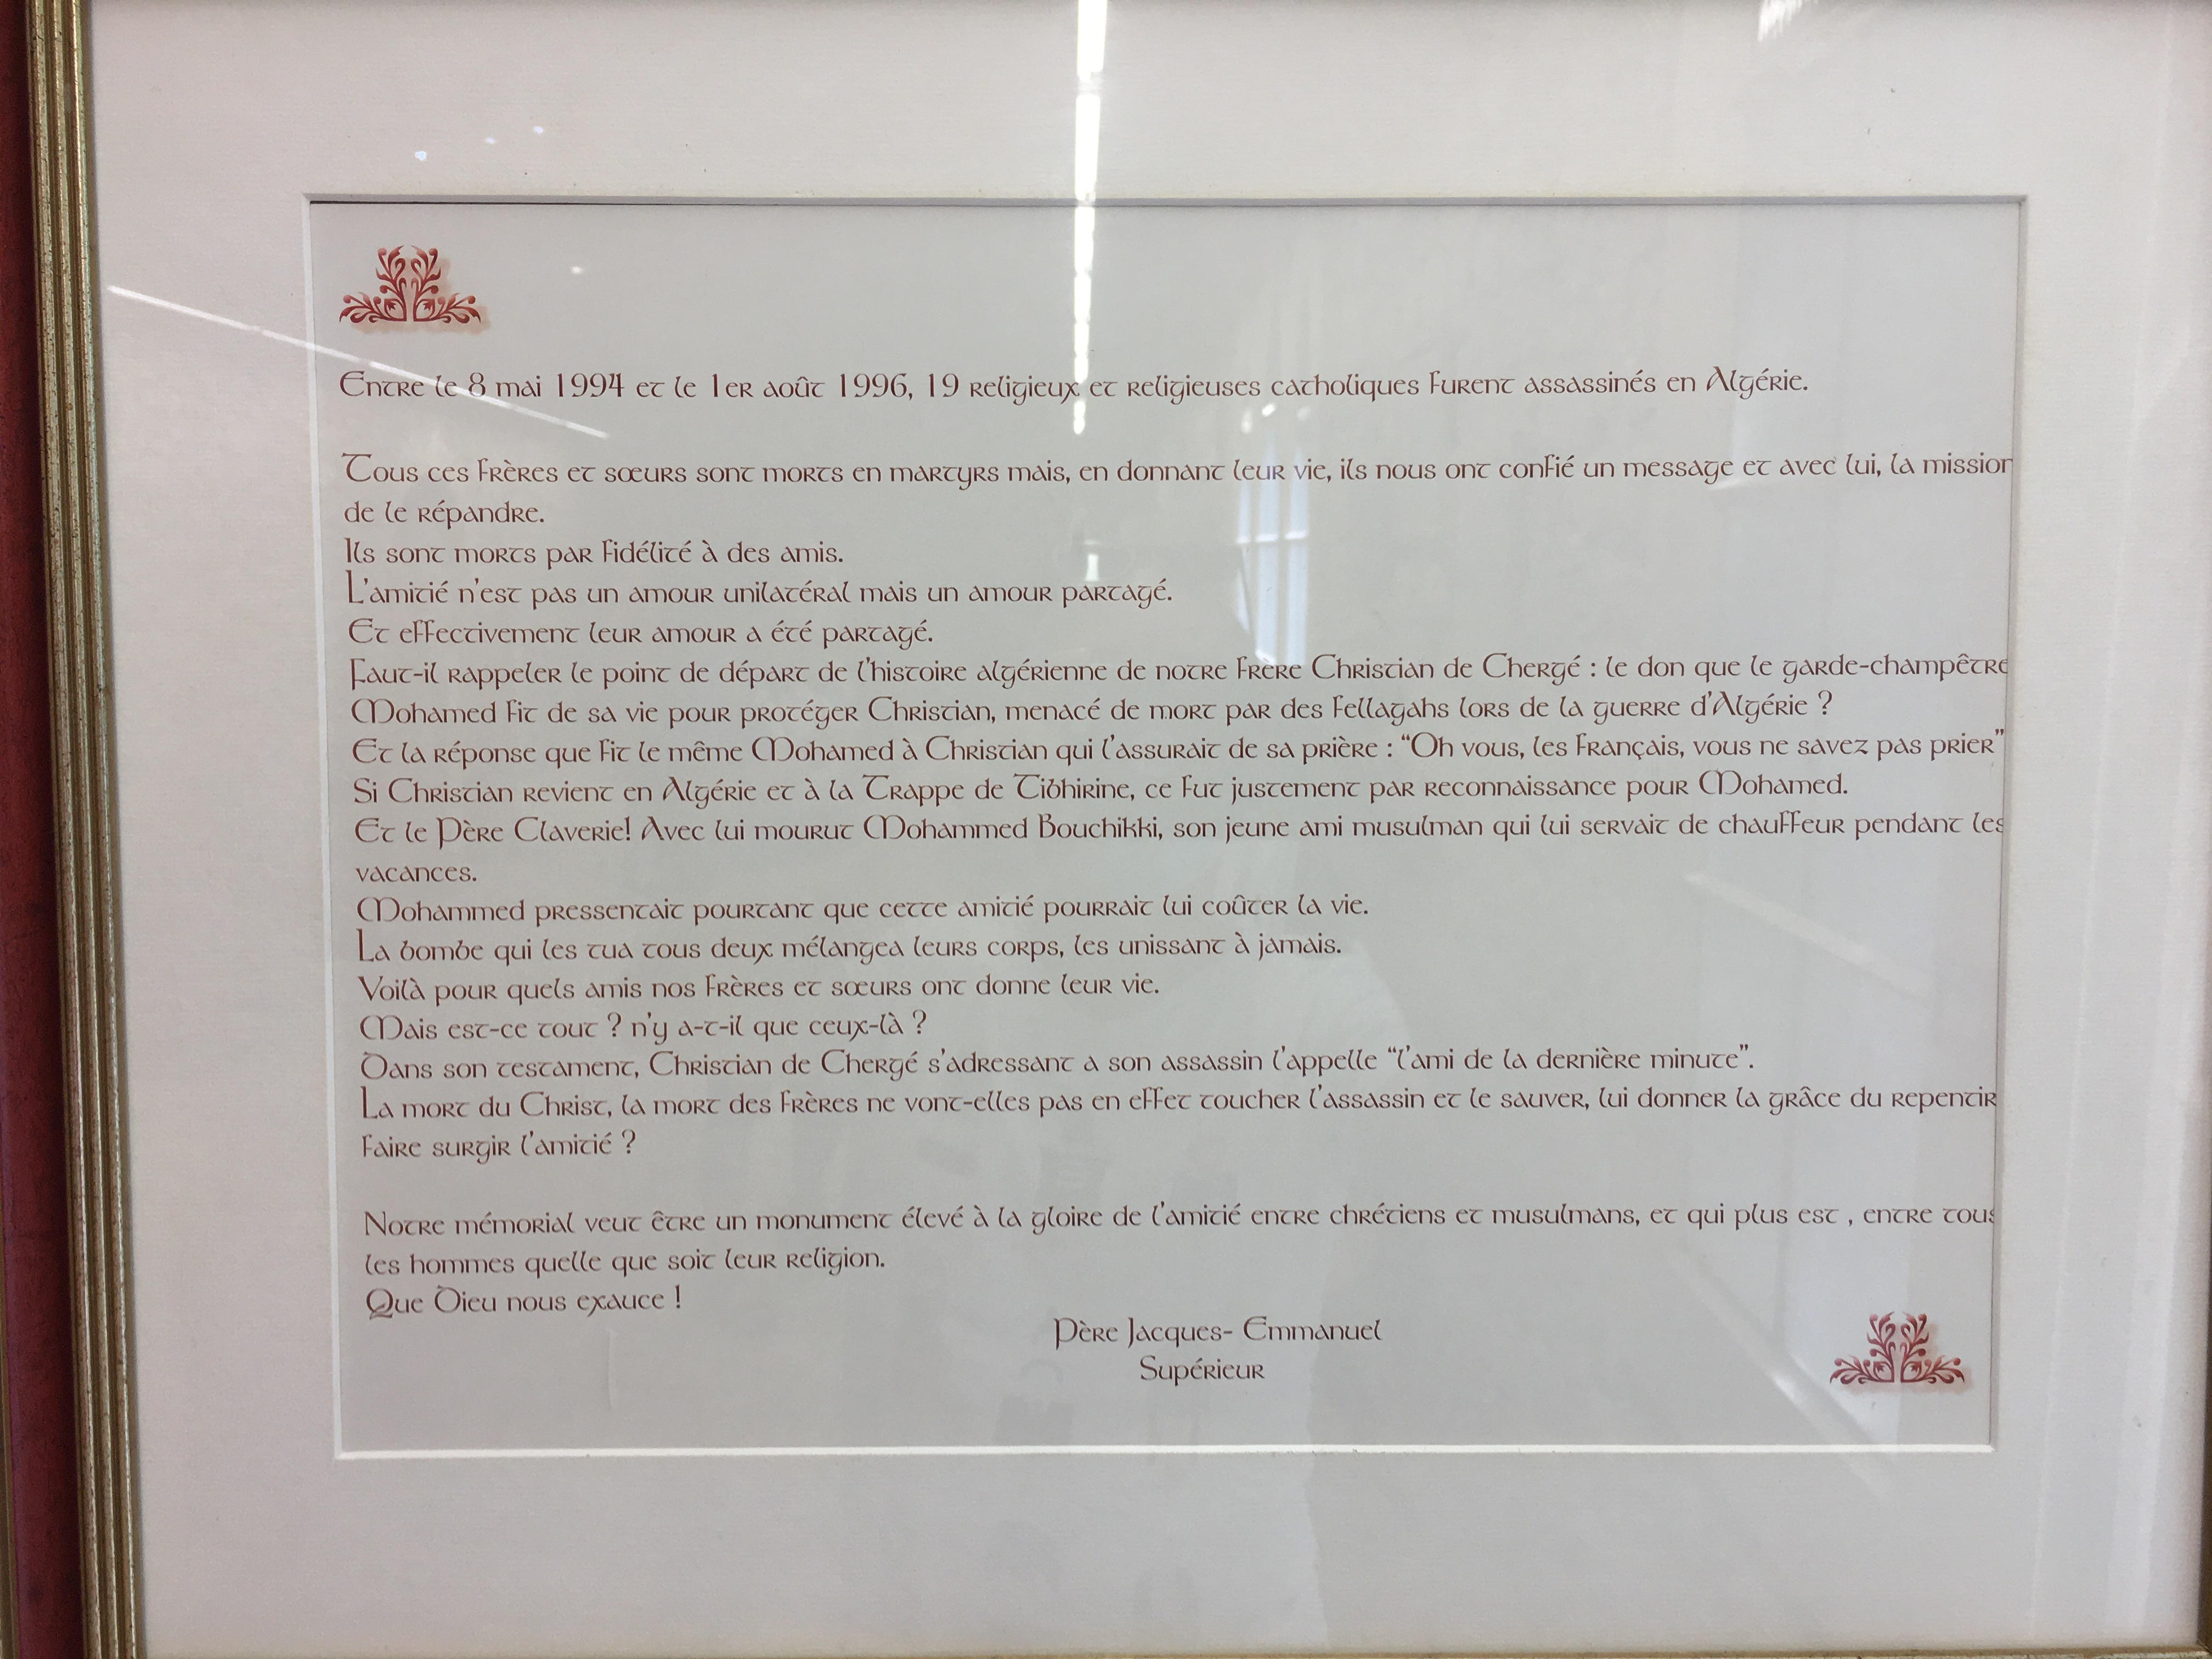 Entre le 8 mai 1994 et le 1er août 1996, 19 religieux et religieuses catholiques furent assassinés en Algérie.
Tous ces frères et sœurs sont morts en martyrs mais, en donnant leur vie, ils nous ont confié un message et avec lui, la mission
de le répandre.
Ils sont morts par fidélité à des amis.
L'amitié n'est pas un amour unilatéral mais un amour partagé.
Et effectivement leur amour a été partagé.
Faut-il rappeler le point de départ de l'histoire algérienne de notre frère Christian de Chergé : le don que le garde-champêtre
Mohamed fit de sa vie pour protéger Christian, menacé de mort par des fellagahs lors de la guerre d'Algérie ?
Et la réponse que fit le même Mohamed à Christian qui l'assurait de sa prière : "Oh vous, les français, vous ne savez pas prier"
Si Christian revient en Algérie et à la Trappe de Tibhirine, ce fut justement par reconnaissance pour Mohamed.
Et le Père Claverie! Avec lui mourut Mohammed Bouchikki, son jeune ami musulman qui lui servait de chauffeur pendant les
vacances.
Mohammed pressentait pourtant que cette amitié pourrait lui coûter la vie.
La bombe qui les tua tous deux mélangea leurs corps, les unissant à jamais.
Voilà pour quels amis nos frères et sœurs ont donne leur vie.
Mais est-ce tout ? n'y a-t-il que ceux-là ?
Dans son testament, Christian de Chergé s'adressant a son assassin l'appelle "l'ami de la dernière minute".
La mort du Christ, la mort des frères ne vont-elles pas en effet toucher l'assassin et le sauver, lui donner la grâce du repentir
faire surgir l'amitié ?
Notre mémorial veut être un monument élevé à la gloire de l'amitié entre chrétiens et musulmans, et qui plus est , entre tous
les hommes quelle que soit leur religion.
Que Dieu nous exauce !
Père Jacques- Emmanuel
Supérieur